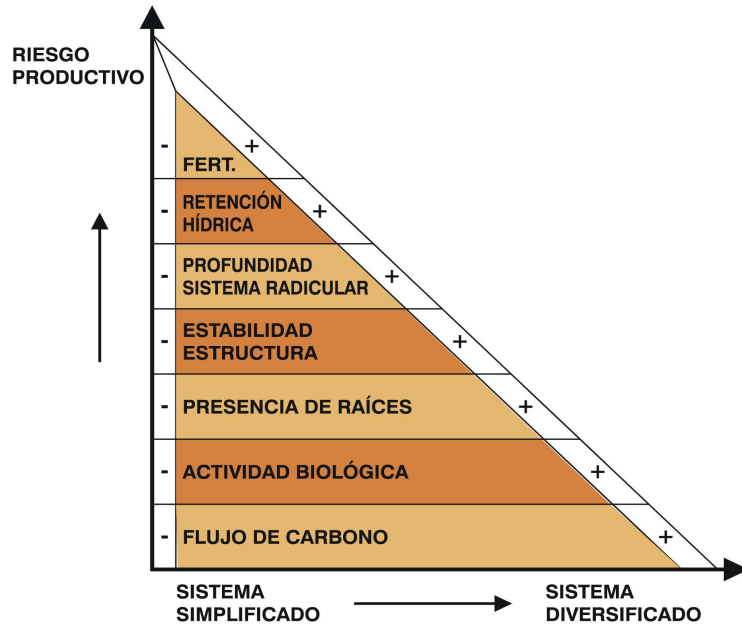 RIESGO
PRODUCTIVO
- FERT. +
- RETENCIÓN
HÍDRICA +
- PROFUNDIDAD
SISTEMA RADICULAR +
- ESTABILIDAD
ESTRUCTURA +
- PRESENCIA DE RAÍCES +
- ACTIVIDAD BIOLÓGICA +
- FLUJO DE CARBONO +
SISTEMA
SIMPLIFICADO
SISTEMA
DIVERSIFICADO